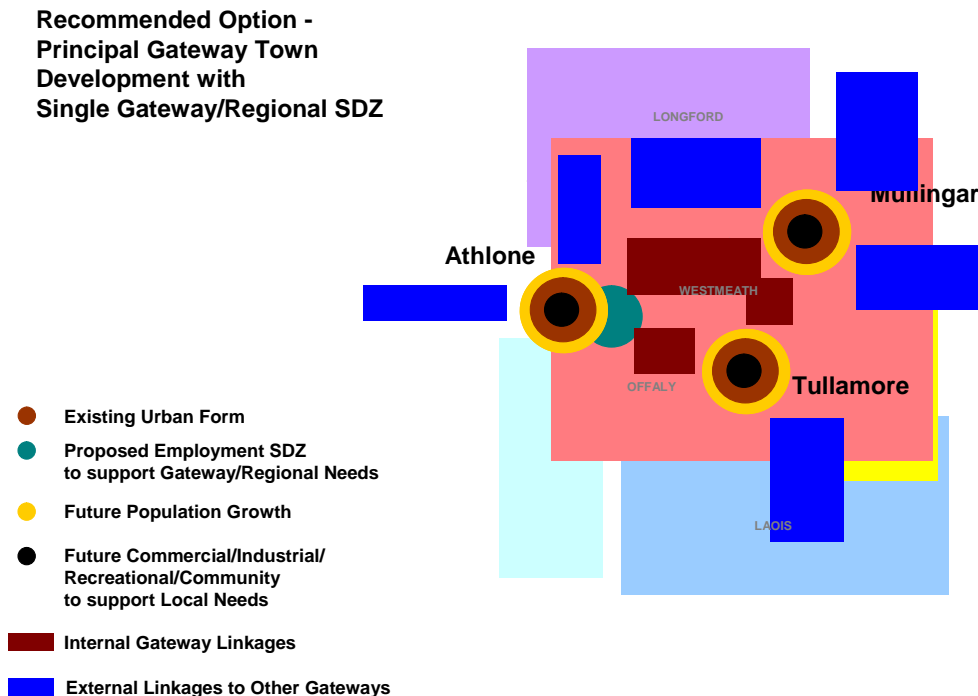 Recommended Option -
Principal Gateway Town
Development with
Single Gateway/Regional SDZ
LONGFORD
Mullingar
Athlone
WESTMEATH
OFFALY
Tullamore
LAOIS
Existing Urban Form
Proposed Employment SDZ
to support Gateway/Regional Needs
Future Population Growth
Future Commercial/Industrial/
Recreational/Community
to support Local Needs
Internal Gateway Linkages
External Linkages to Other Gateways